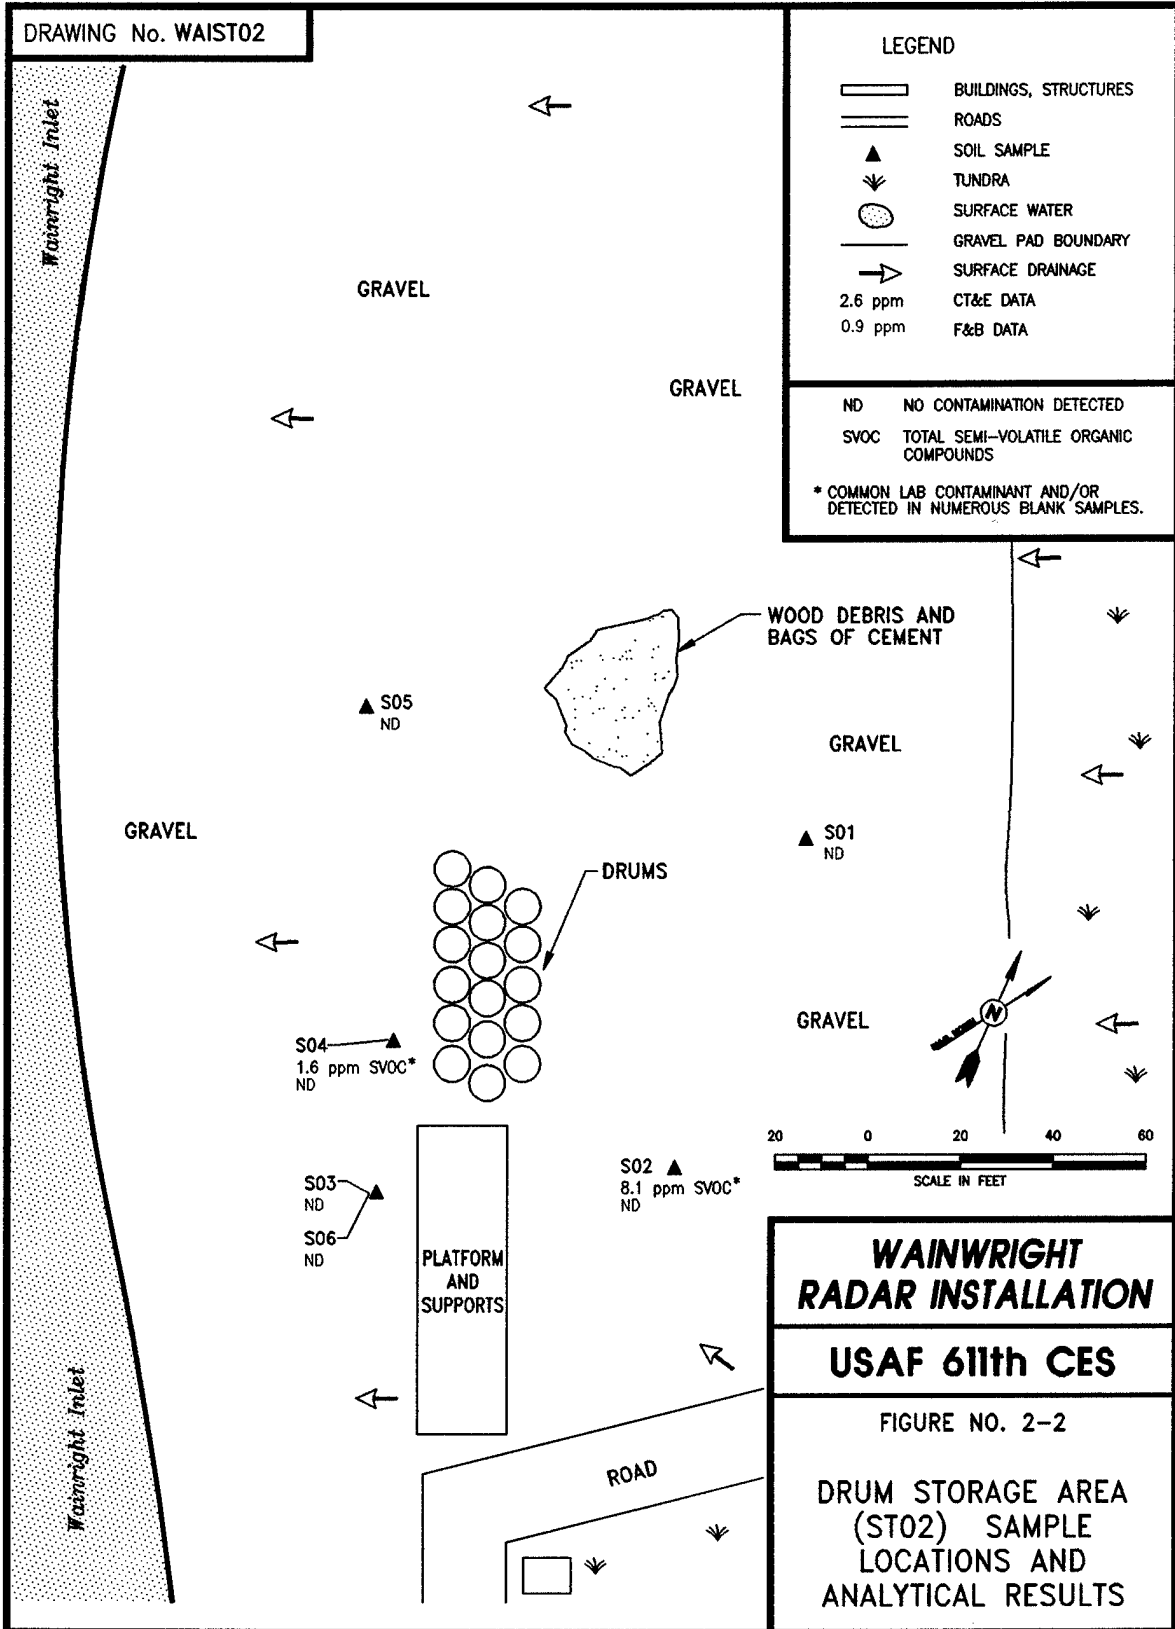 DRAWING No. WAIST02
LEGEND
BUILDINGS, STRUCTURES
ROADS
SOIL SAMPLE
TUNDRA
SURFACE WATER
GRAVEL PAD BOUNDARY
SURFACE DRAINAGE
2.6 ppm CT&E DATA
0.9 ppm F&B DATA
ND NO CONTAMINATION DETECTED
SVOC TOTAL SEMI-VOLATILE ORGANIC
COMPOUNDS
* COMMON LAB CONTAMINANT AND/OR
DETECTED IN NUMEROUS BLANK SAMPLES.
Wainright Inlet
GRAVEL
GRAVEL
WOOD DEBRIS AND
BAGS OF CEMENT
S05
ND
GRAVEL
GRAVEL
S01
ND
DRUMS
GRAVEL
N
S04
1.6 ppm SVOC*
ND
20 0 20 40 60
SCALE IN FEET
S02
8.1 ppm SVOC*
ND
S03
ND
S06
ND
PLATFORM
AND
SUPPORTS
Wainright Inlet
ROAD
WAINWRIGHT
RADAR INSTALLATION
USAF 611th CES
FIGURE NO. 2-2
DRUM STORAGE AREA
(ST02) SAMPLE
LOCATIONS AND
ANALYTICAL RESULTS